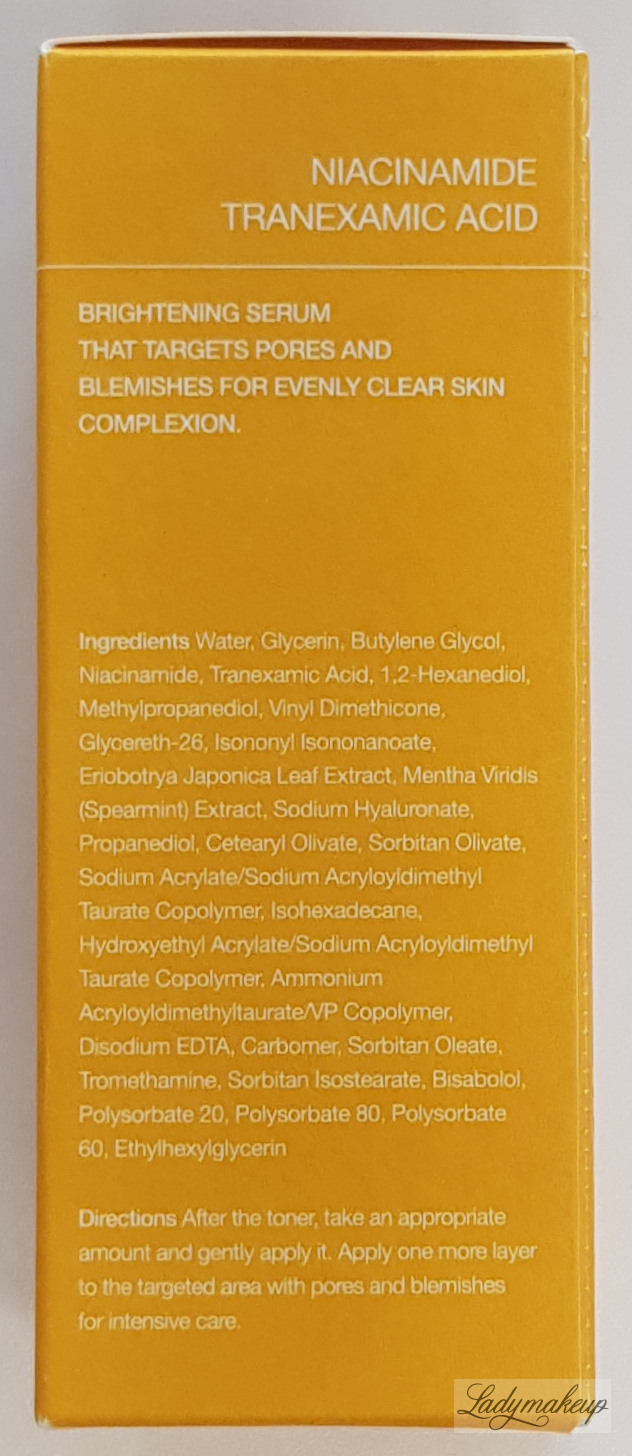 NIACINAMIDE
TRANEXAMIC ACID
BRIGHTENING SERUM
THAT TARGETS PORES AND
BLEMISHES FOR EVENLY CLEAR SKIN
COMPLEXION.
Ingredients Water, Glycerin, Butylene Glycol,
Niacinamide, Tranexamic Acid, 1,2-Hexanediol,
Methylpropanediol, Vinyl Dimethicone,
Glycereth-26, Isononyl Isononanoate,
Eriobotrya Japonica Leaf Extract, Mentha Viridis
(Spearmint) Extract, Sodium Hyaluronate,
Propanediol, Cetearyl Olivate, Sorbitan Olivate,
Sodium Acrylate/Sodium Acryloyldimethyl
Taurate Copolymer, Isohexadecane,
Hydroxyethyl Acrylate/Sodium Acryloyldimethyl
Taurate Copolymer, Ammonium
Acryloyldimethyltaurate/VP Copolymer,
Disodium EDTA, Carbomer, Sorbitan Oleate,
Tromethamine, Sorbitan Isostearate, Bisabolol,
Polysorbate 20, Polysorbate 80, Polysorbate
60, Ethylhexylglycerin
Directions After the toner, take an appropriate
amount and gently apply it. Apply one more layer
to the targeted area with pores and blemishes
for intensive care.
Ladymakeup